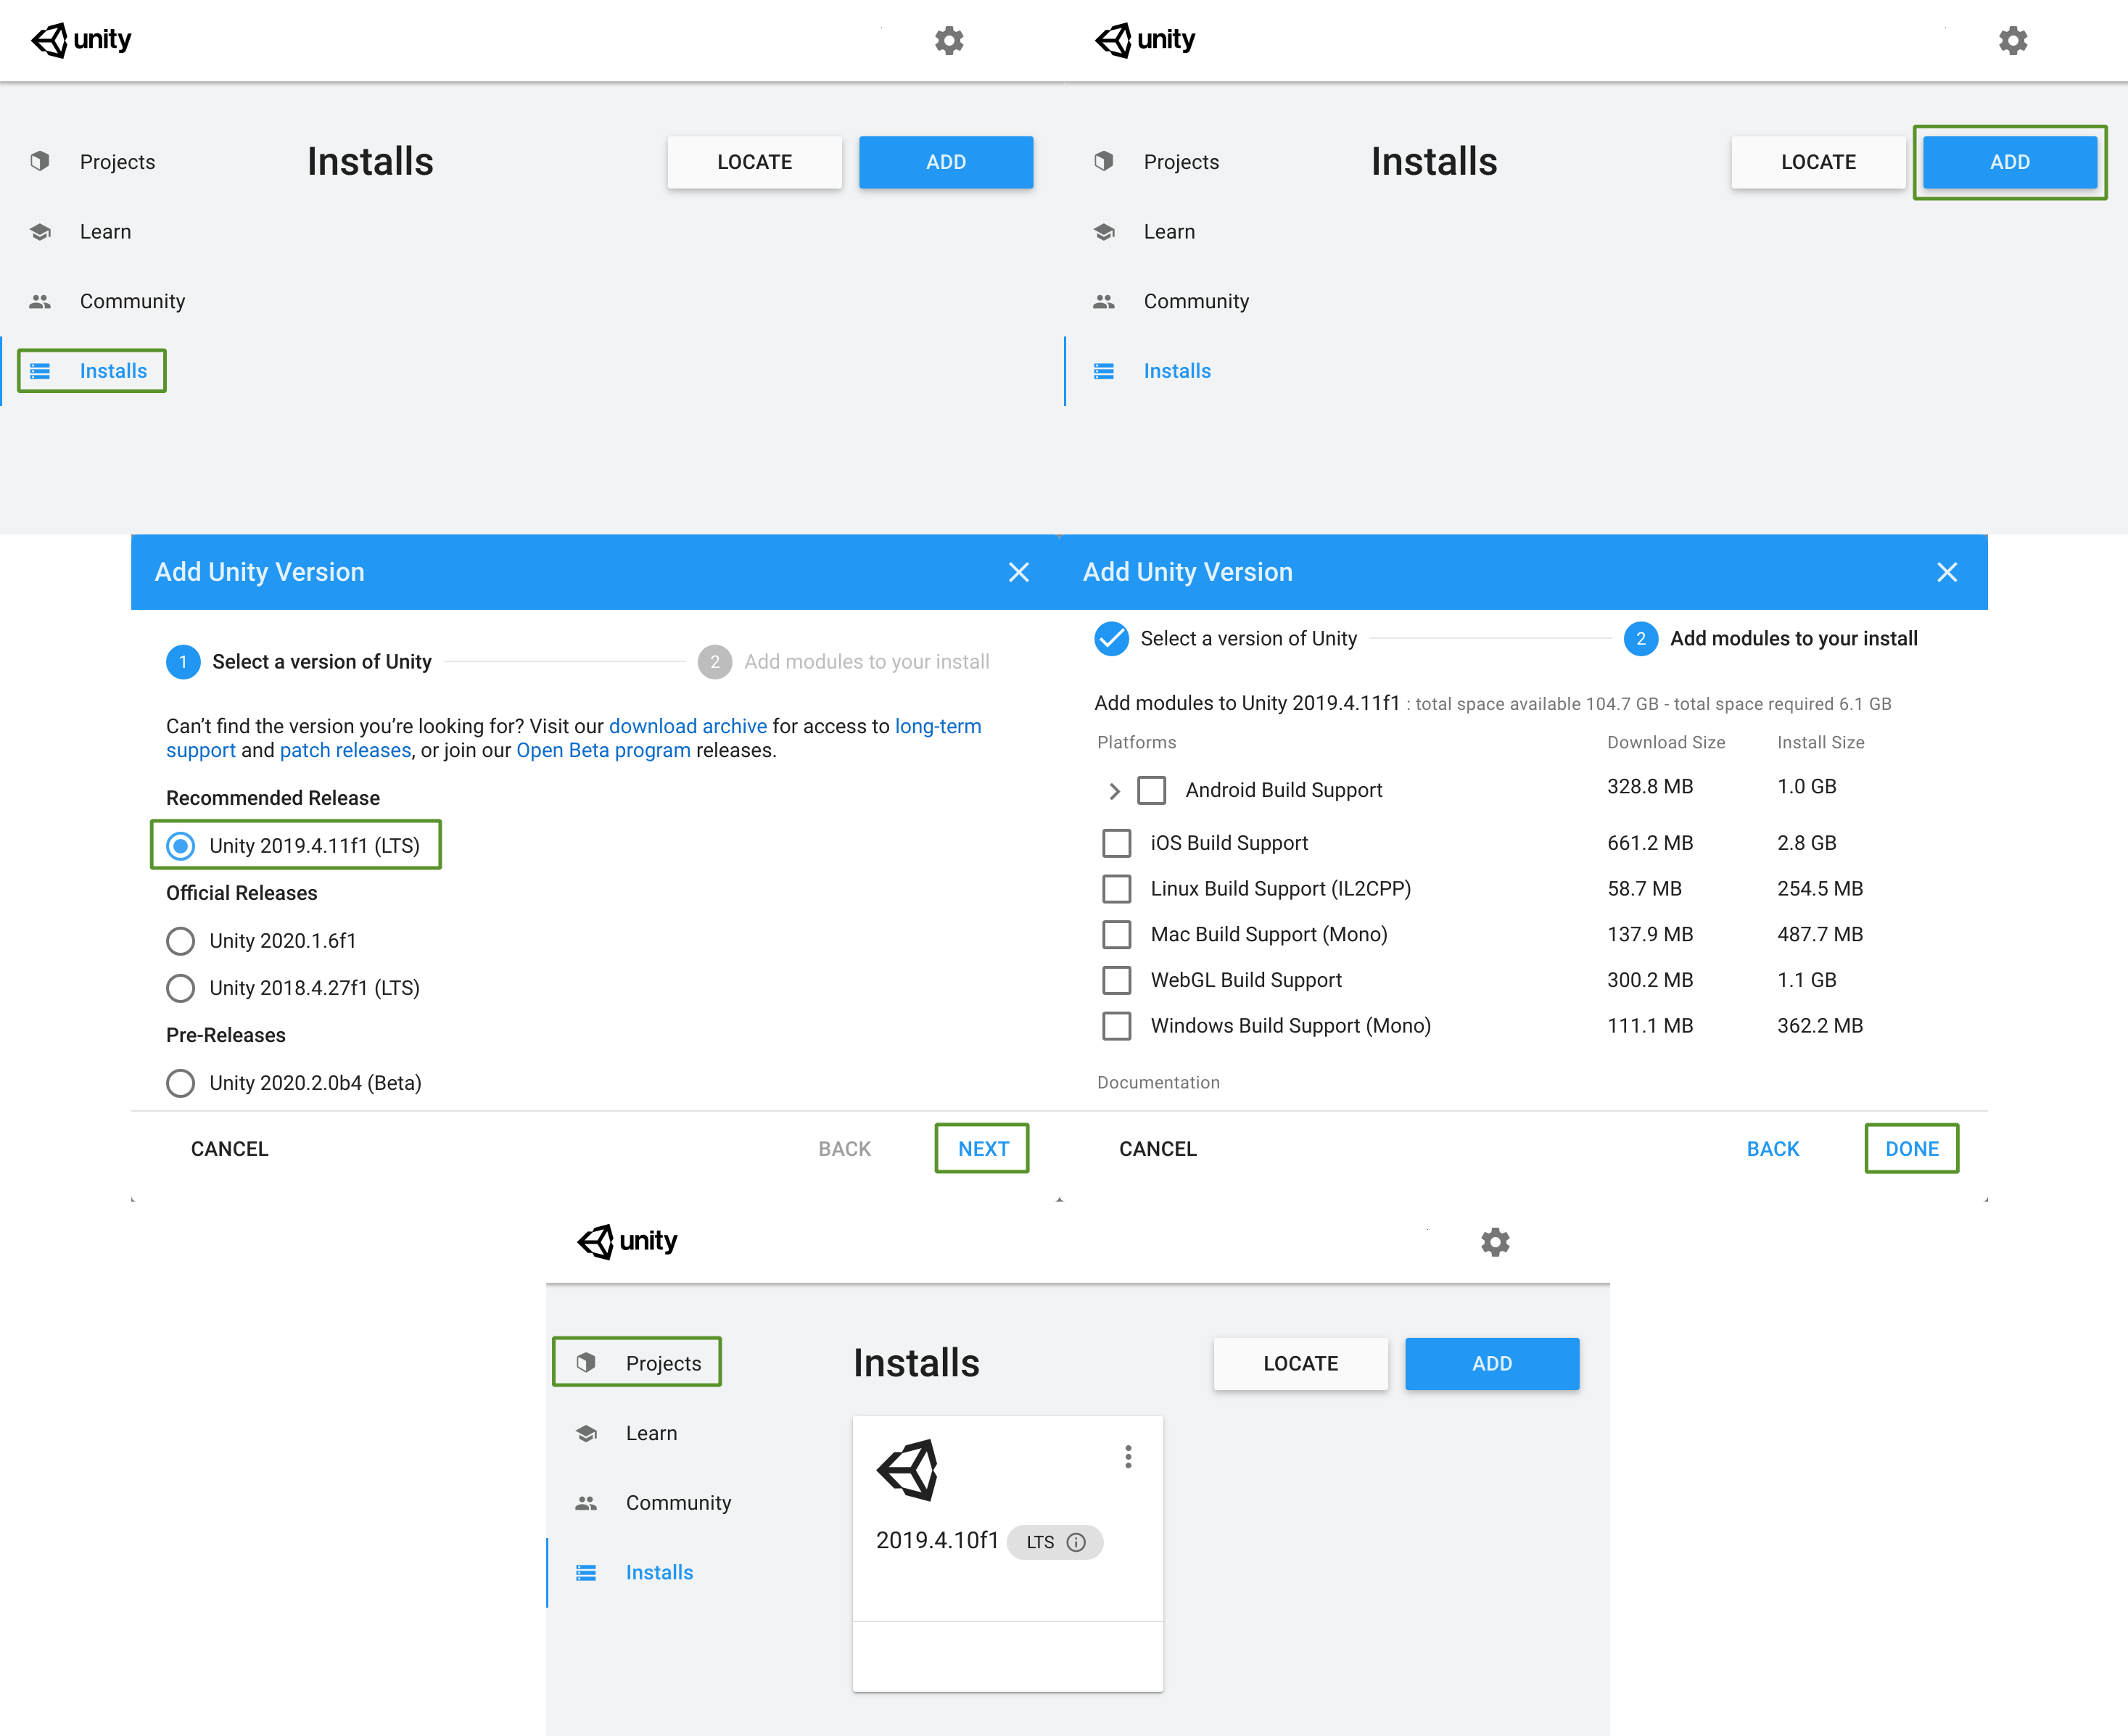 unity
Projects
Installs
LOCATE
ADD
Learn
Community
Installs
unity
Projects
Installs
LOCATE
ADD
Learn
Community
Installs
Add Unity Version
1 Select a version of Unity
2 Add modules to your install
Can’t find the version you’re looking for? Visit our download archive for access to long-term
support and patch releases, or join our Open Beta program releases.
Recommended Release
Unity 2019.4.11f1 (LTS)
Official Releases
Unity 2020.1.6f1
Unity 2018.4.27f1 (LTS)
Pre-Releases
Unity 2020.2.0b4 (Beta)
CANCEL
BACK
NEXT
Add Unity Version
Select a version of Unity
2 Add modules to your install
Add modules to Unity 2019.4.11f1 : total space available 104.7 GB - total space required 6.1 GB
Platforms Download Size Install Size
Android Build Support 328.8 MB 1.0 GB
iOS Build Support 661.2 MB 2.8 GB
Linux Build Support (IL2CPP) 58.7 MB 254.5 MB
Mac Build Support (Mono) 137.9 MB 487.7 MB
WebGL Build Support 300.2 MB 1.1 GB
Windows Build Support (Mono) 111.1 MB 362.2 MB
Documentation
CANCEL
BACK
DONE
unity
Projects
Installs
LOCATE
ADD
Learn
Community
Installs
2019.4.10f1 LTS